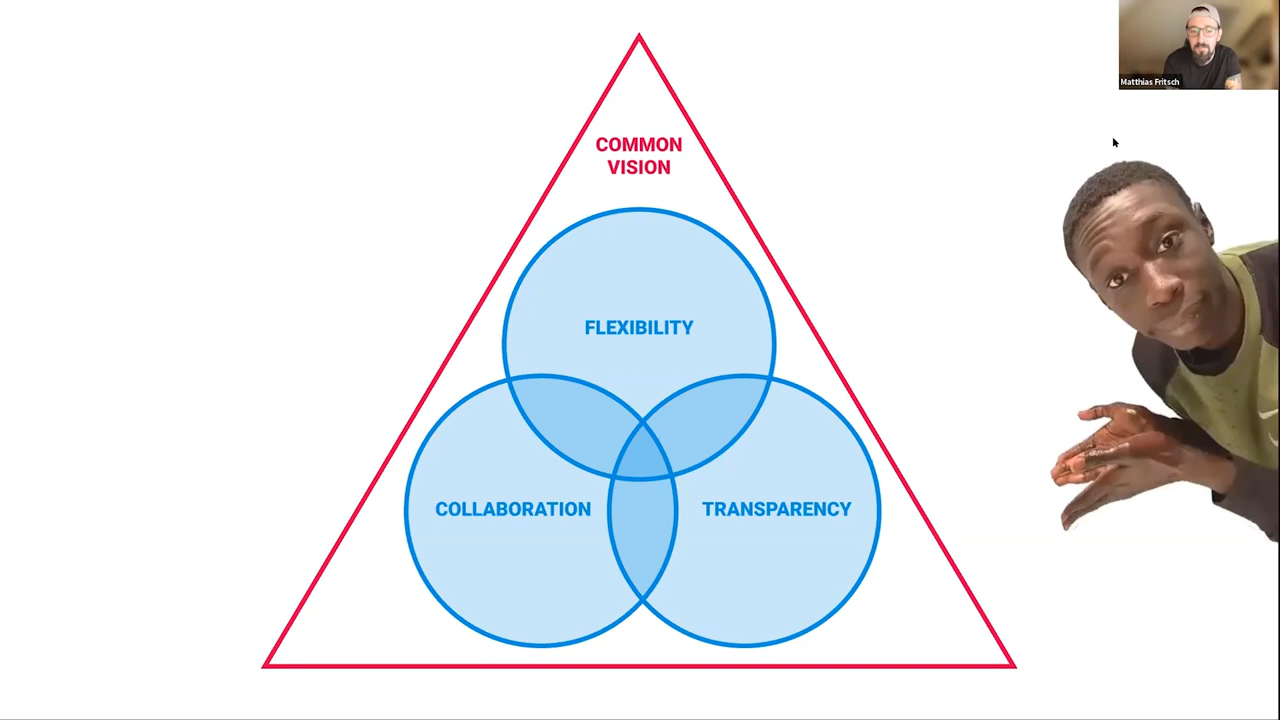 Matthias Fritsch
COMMON
VISION
FLEXIBILITY
COLLABORATION
TRANSPARENCY